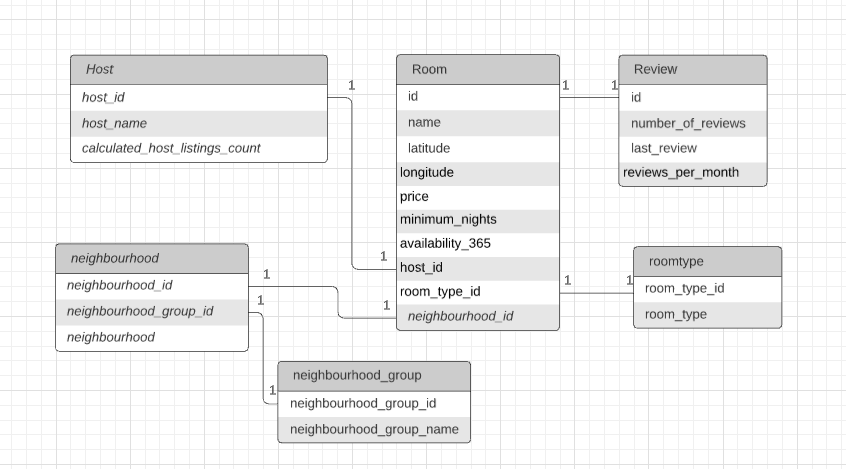 Host
host_id
host_name
calculated_host_listings_count
1
1
Room
id
name
latitude
longitude
price
minimum_nights
availability_365
host_id
room_type_id
neighbourhood_id
1
1
Review
id
number_of_reviews
last_review
reviews_per_month
neighbourhood
neighbourhood_id
neighbourhood_group_id
neighbourhood
1
1
1
1
neighbourhood_group
neighbourhood_group_id
neighbourhood_group_name
1
1
roomtype
room_type_id
room_type